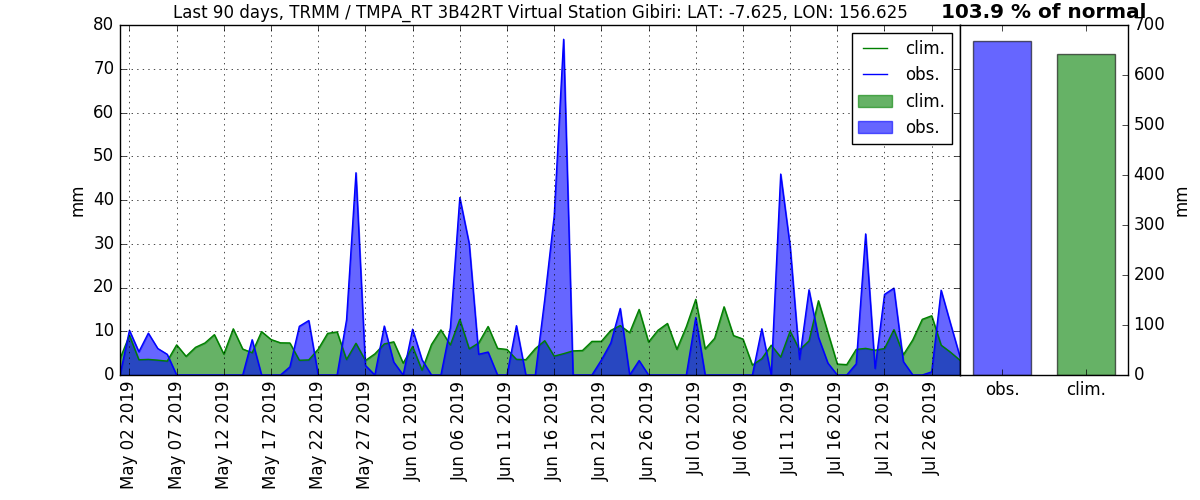 Last 90 days, TRMM / TMPA_RT 3B42RT Virtual Station Gibiri: LAT: -7.625, LON: 156.625
103.9 % of normal
80
70
60
50
40
30
20
10
0
mm
clim.
obs.
clim.
obs.
700
600
500
400
300
200
100
0
mm
May 02 2019
May 07 2019
May 12 2019
May 17 2019
May 22 2019
May 27 2019
Jun 01 2019
Jun 06 2019
Jun 11 2019
Jun 16 2019
Jun 21 2019
Jun 26 2019
Jul 01 2019
Jul 06 2019
Jul 11 2019
Jul 16 2019
Jul 21 2019
Jul 26 2019
obs.
clim.